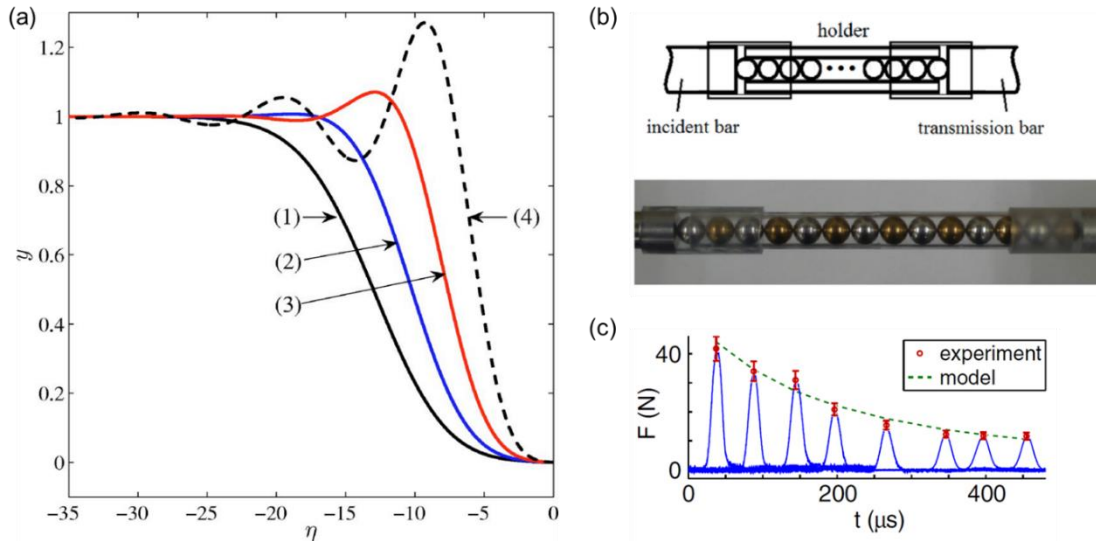 (a)
1.2
1
0.8
0.6
0.4
0.2
0
y
(1)
(2)
(3)
(4)
−35 −30 −25 −20 −15 −10 −5 0
η
(b)
holder
incident bar
transmission bar
(c)
experiment
model
40
0
F (N)
0 200 400
t (μs)